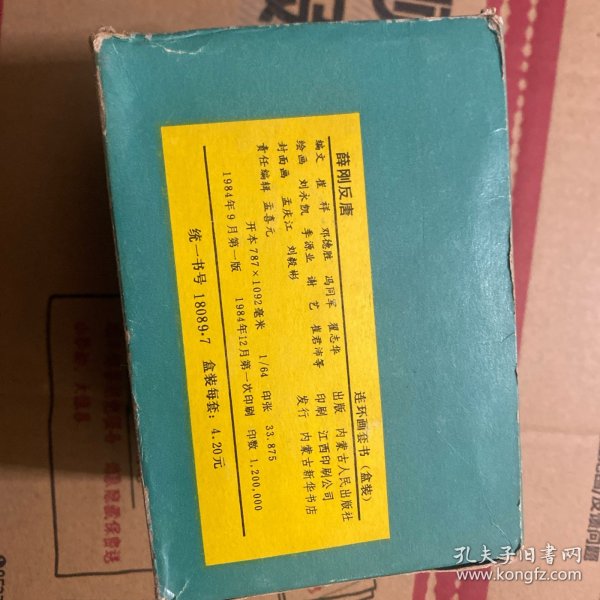 薛刚反唐
连环画套书（盒装）
编文 崔祥 邓德胜 冯同军 瞿志华
出版 内蒙古人民出版社
绘画 刘永凯 李源业 谢艺 崔君沛等
印刷 江西印刷公司
封面画 孟庆江 刘毅彬
发行 内蒙古新华书店
责任编辑 孟喜元
开本787×1092毫米 1/64 印张 33.875
1984年9月第一版 1984年12月第一次印刷 印数 1,200,000
统一书号 18089·7 盒装每套：4.20元
孔夫子旧书网
www.kongfz.com